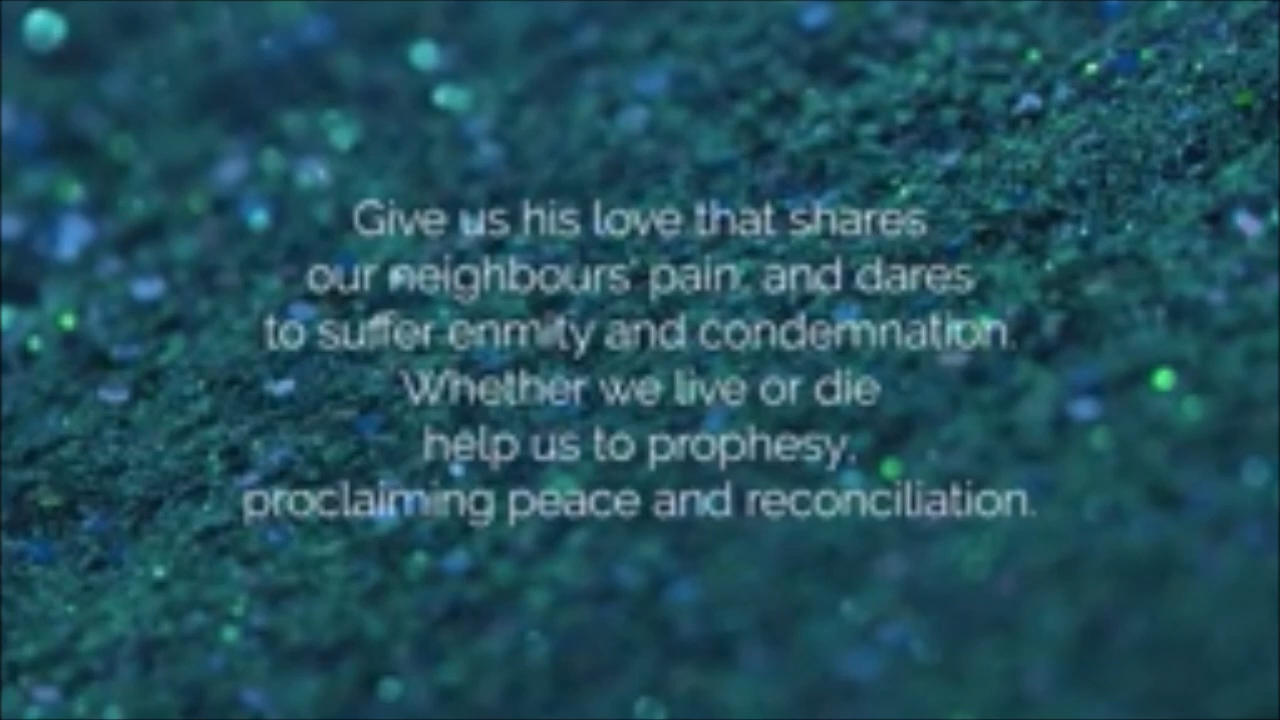 Give us his love that shares
our neighbours' pain, and dares
to suffer enmity and condemnation.
Whether we live or die
help us to prophesy,
proclaiming peace and reconciliation.